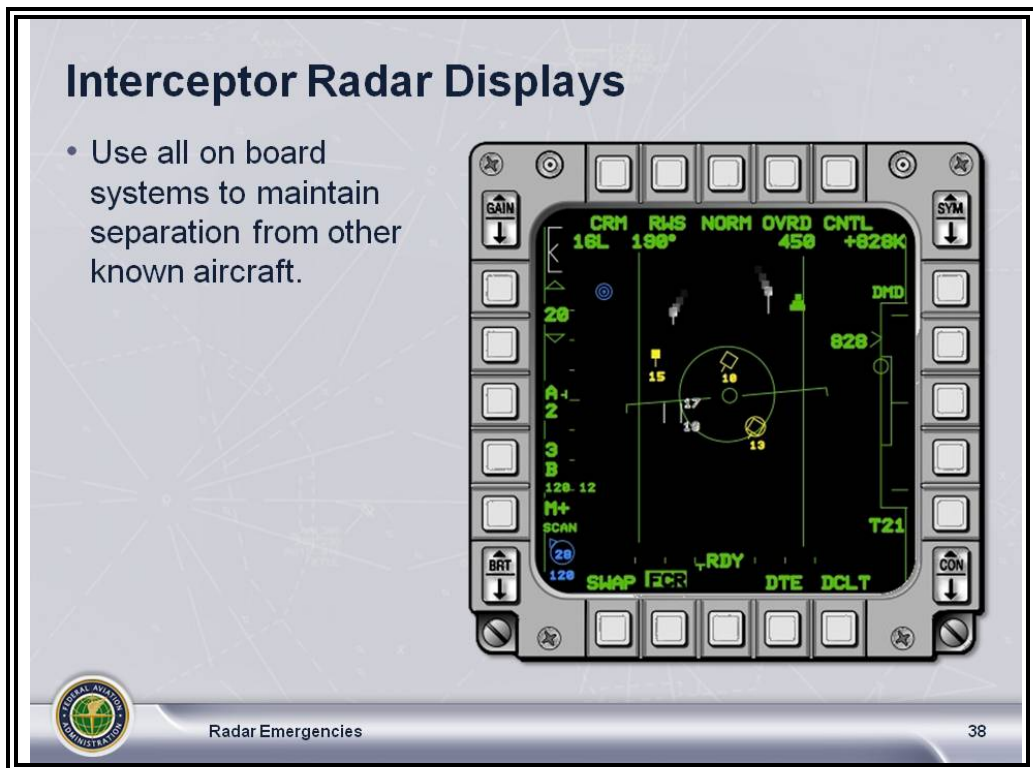 Interceptor Radar Displays
• Use all on board
systems to maintain
separation from other
known aircraft.
GAIN
SYM
CRM RWS NORM OVRD CNTL
16L 190° 450 +828K
DMD
20
828
15
10
A
2
17
13
3
B
120 12
M+
SCAN
T21
28
120
RDY
BRT
CON
SWAP FCR DTE DCLT
FEDERAL AVIATION
ADMINISTRATION
Radar Emergencies
38